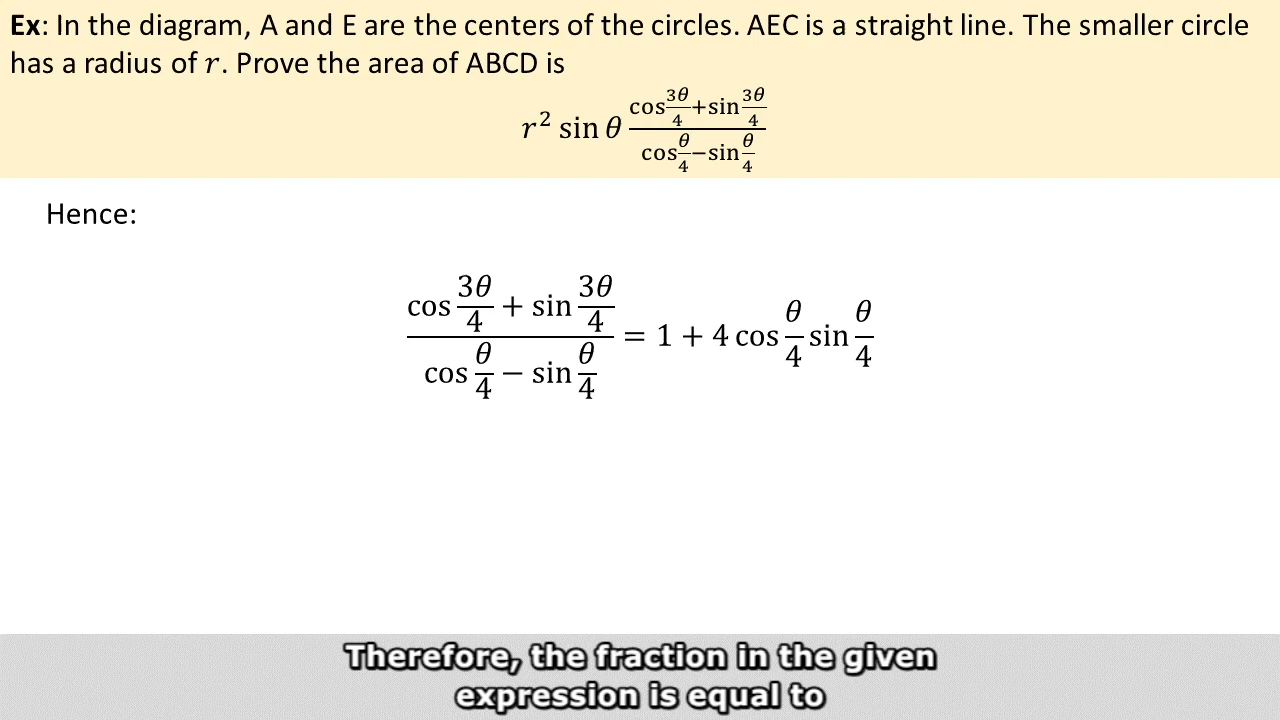 Ex: In the diagram, A and E are the centers of the circles. AEC is a straight line. The smaller circle
has a radius of r. Prove the area of ABCD is
r² sin θ (cos 3θ/4 + sin 3θ/4)/(cos θ/4 − sin θ/4)
Hence:
(cos 3θ/4 + sin 3θ/4)/(cos θ/4 − sin θ/4) = 1 + 4 cos θ/4 sin θ/4
Therefore, the fraction in the given
expression is equal to